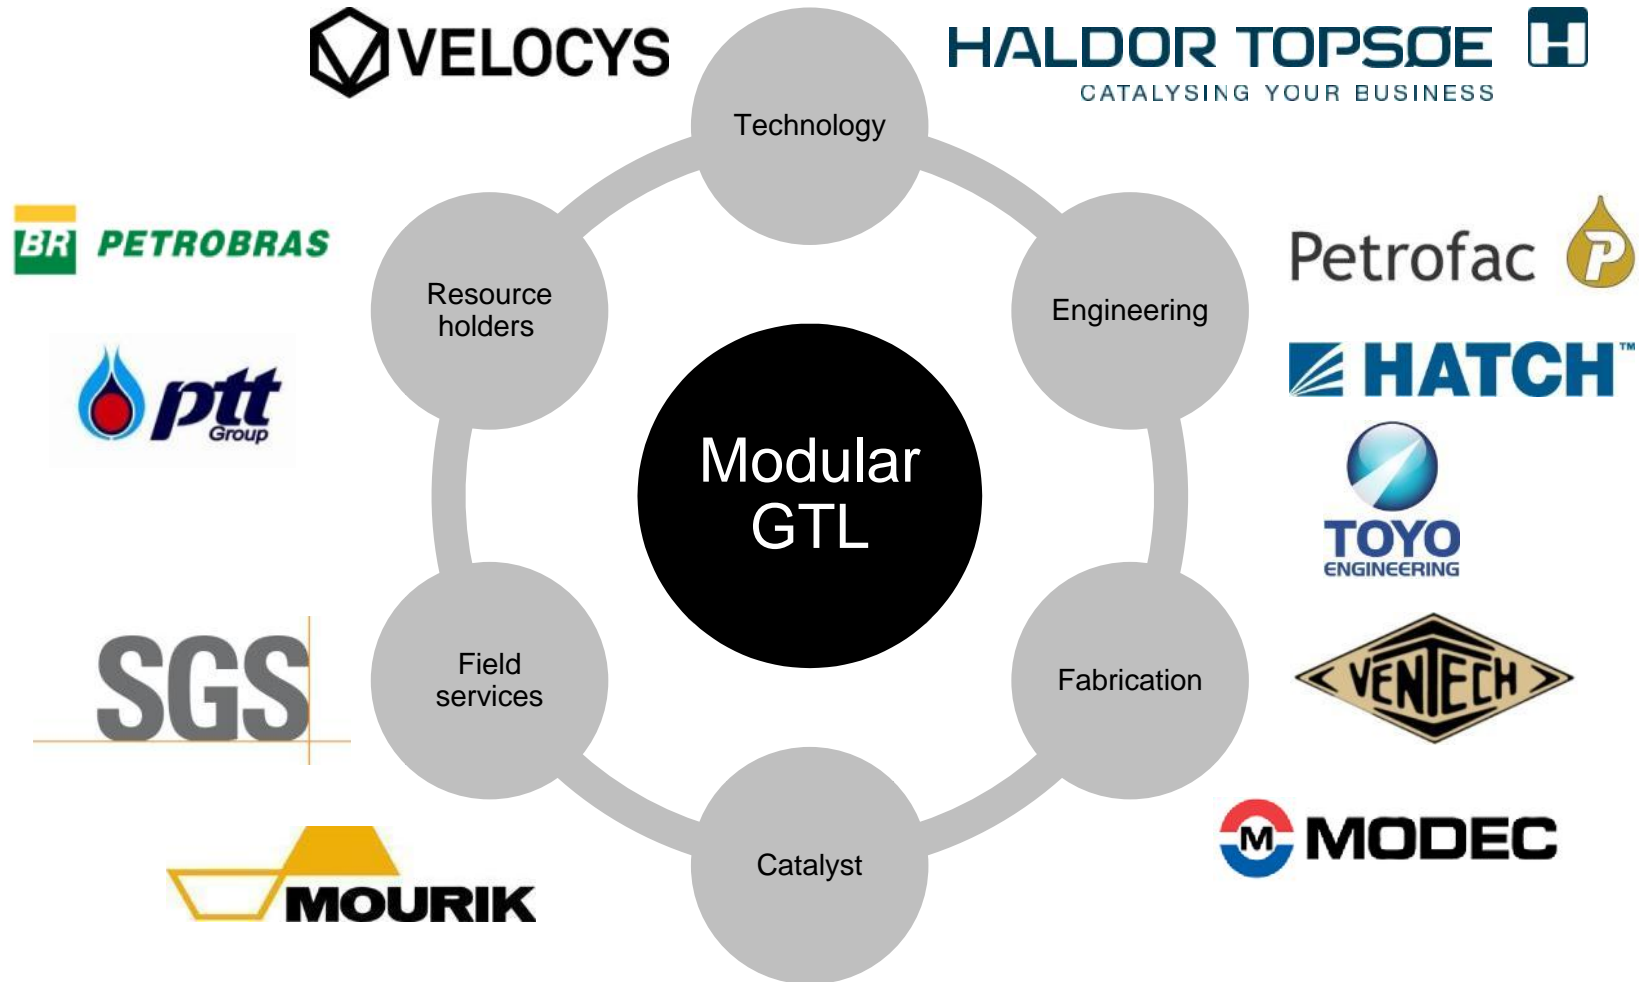 VELOCYS
HALDOR TOPSØE H
CATALYSING YOUR BUSINESS
Technology
BR PETROBRAS
Resource
holders
Engineering
Petrofac P
ptt
Group
HATCH™
Modular
GTL
TOYO
ENGINEERING
SGS
Field
services
Fabrication
VENTECH
MOURIK
Catalyst
M MODEC